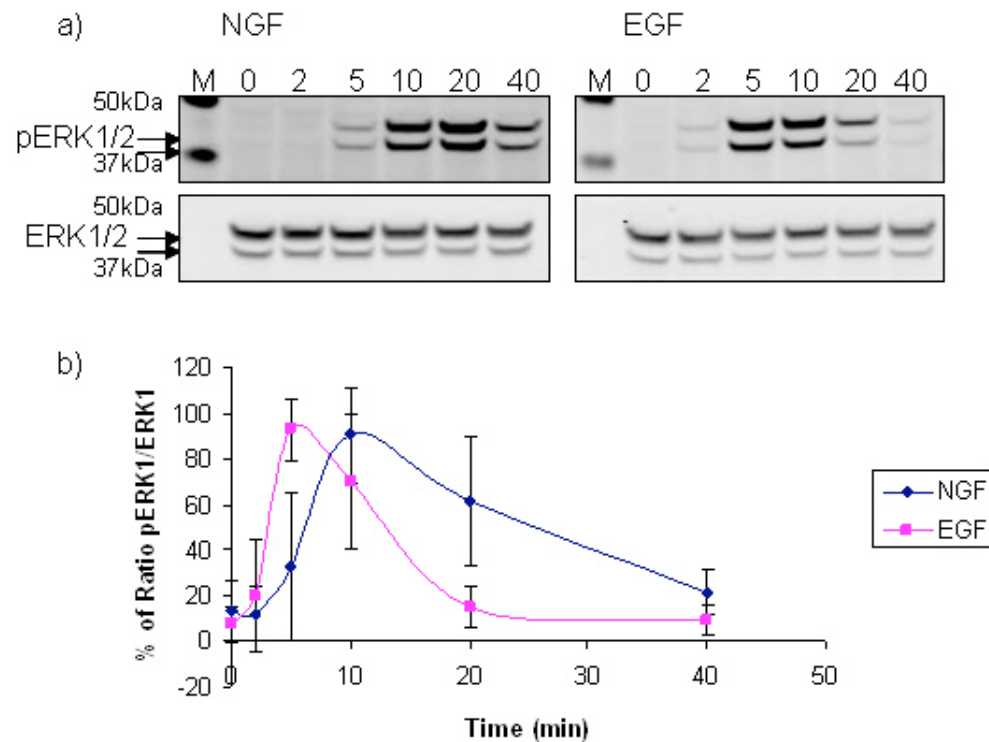 a) NGF EGF
M 0 2 5 10 20 40 M 0 2 5 10 20 40
50kDa
pERK1/2
37kDa
50kDa
ERK1/2
37kDa
b)
% of Ratio pERK1/ERK1
120
100
80
60
40
20
0
-20
0 10 20 30 40 50
Time (min)
NGF
EGF